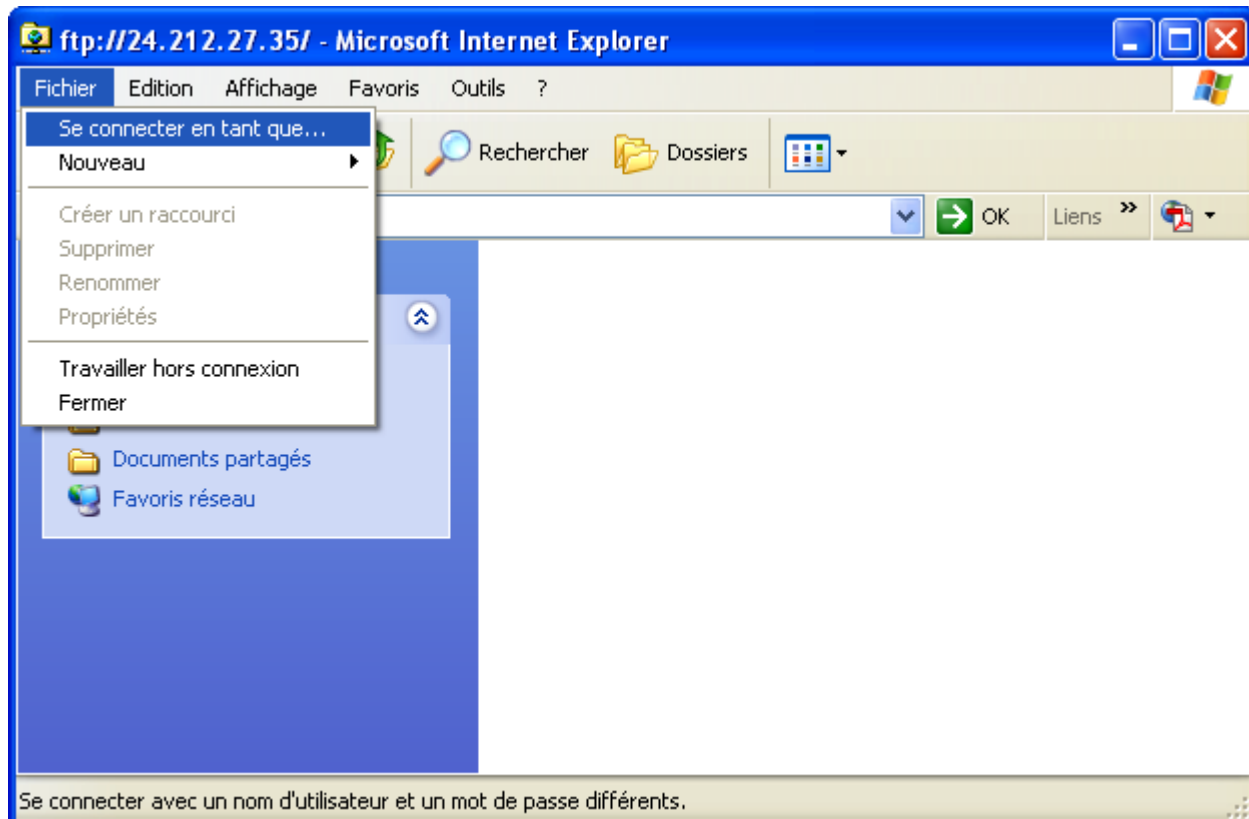 ftp://24.212.27.35/ - Microsoft Internet Explorer
Fichier Edition Affichage Favoris Outils ?
Se connecter en tant que...
Nouveau
Rechercher Dossiers
Créer un raccourci
OK Liens »
Supprimer
Renommer
Propriétés
Travailler hors connexion
Fermer
Documents partagés
Favoris réseau
Se connecter avec un nom d'utilisateur et un mot de passe différents.